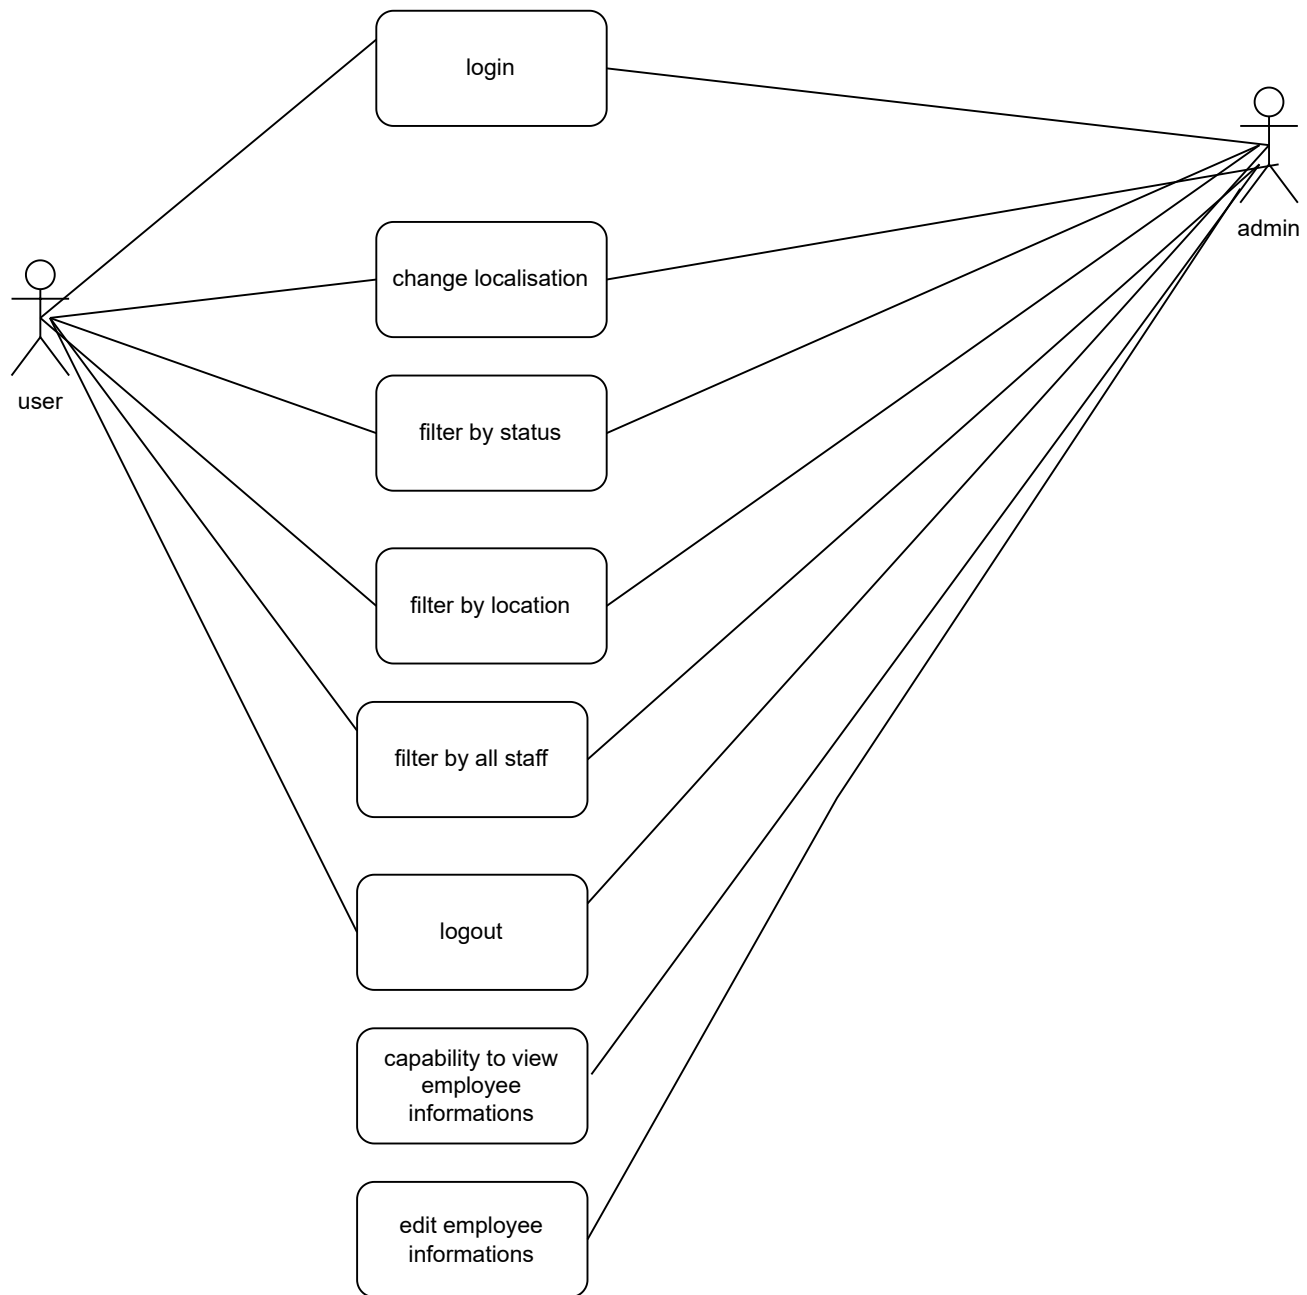 login
admin
change localisation
user
filter by status
filter by location
filter by all staff
logout
capability to view
employee
informations
edit employee
informations